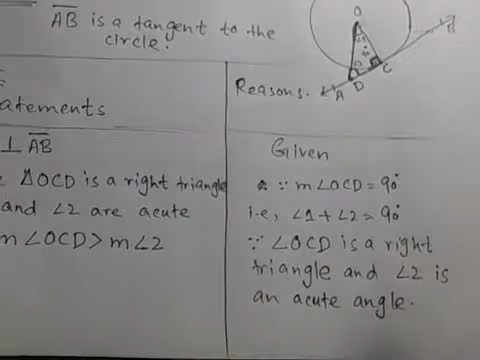 AB is a tangent to the
circle.
O
B
C
D
A
Reasons.
atements
⊥ AB
Given
∆OCD is a right triangle
∵ m∠OCD = 90°
and ∠2 are acute
i.e, ∠1 + ∠2 = 90°
m∠OCD > m∠2
∵ ∠OCD is a right
triangle and ∠2 is
an acute angle.